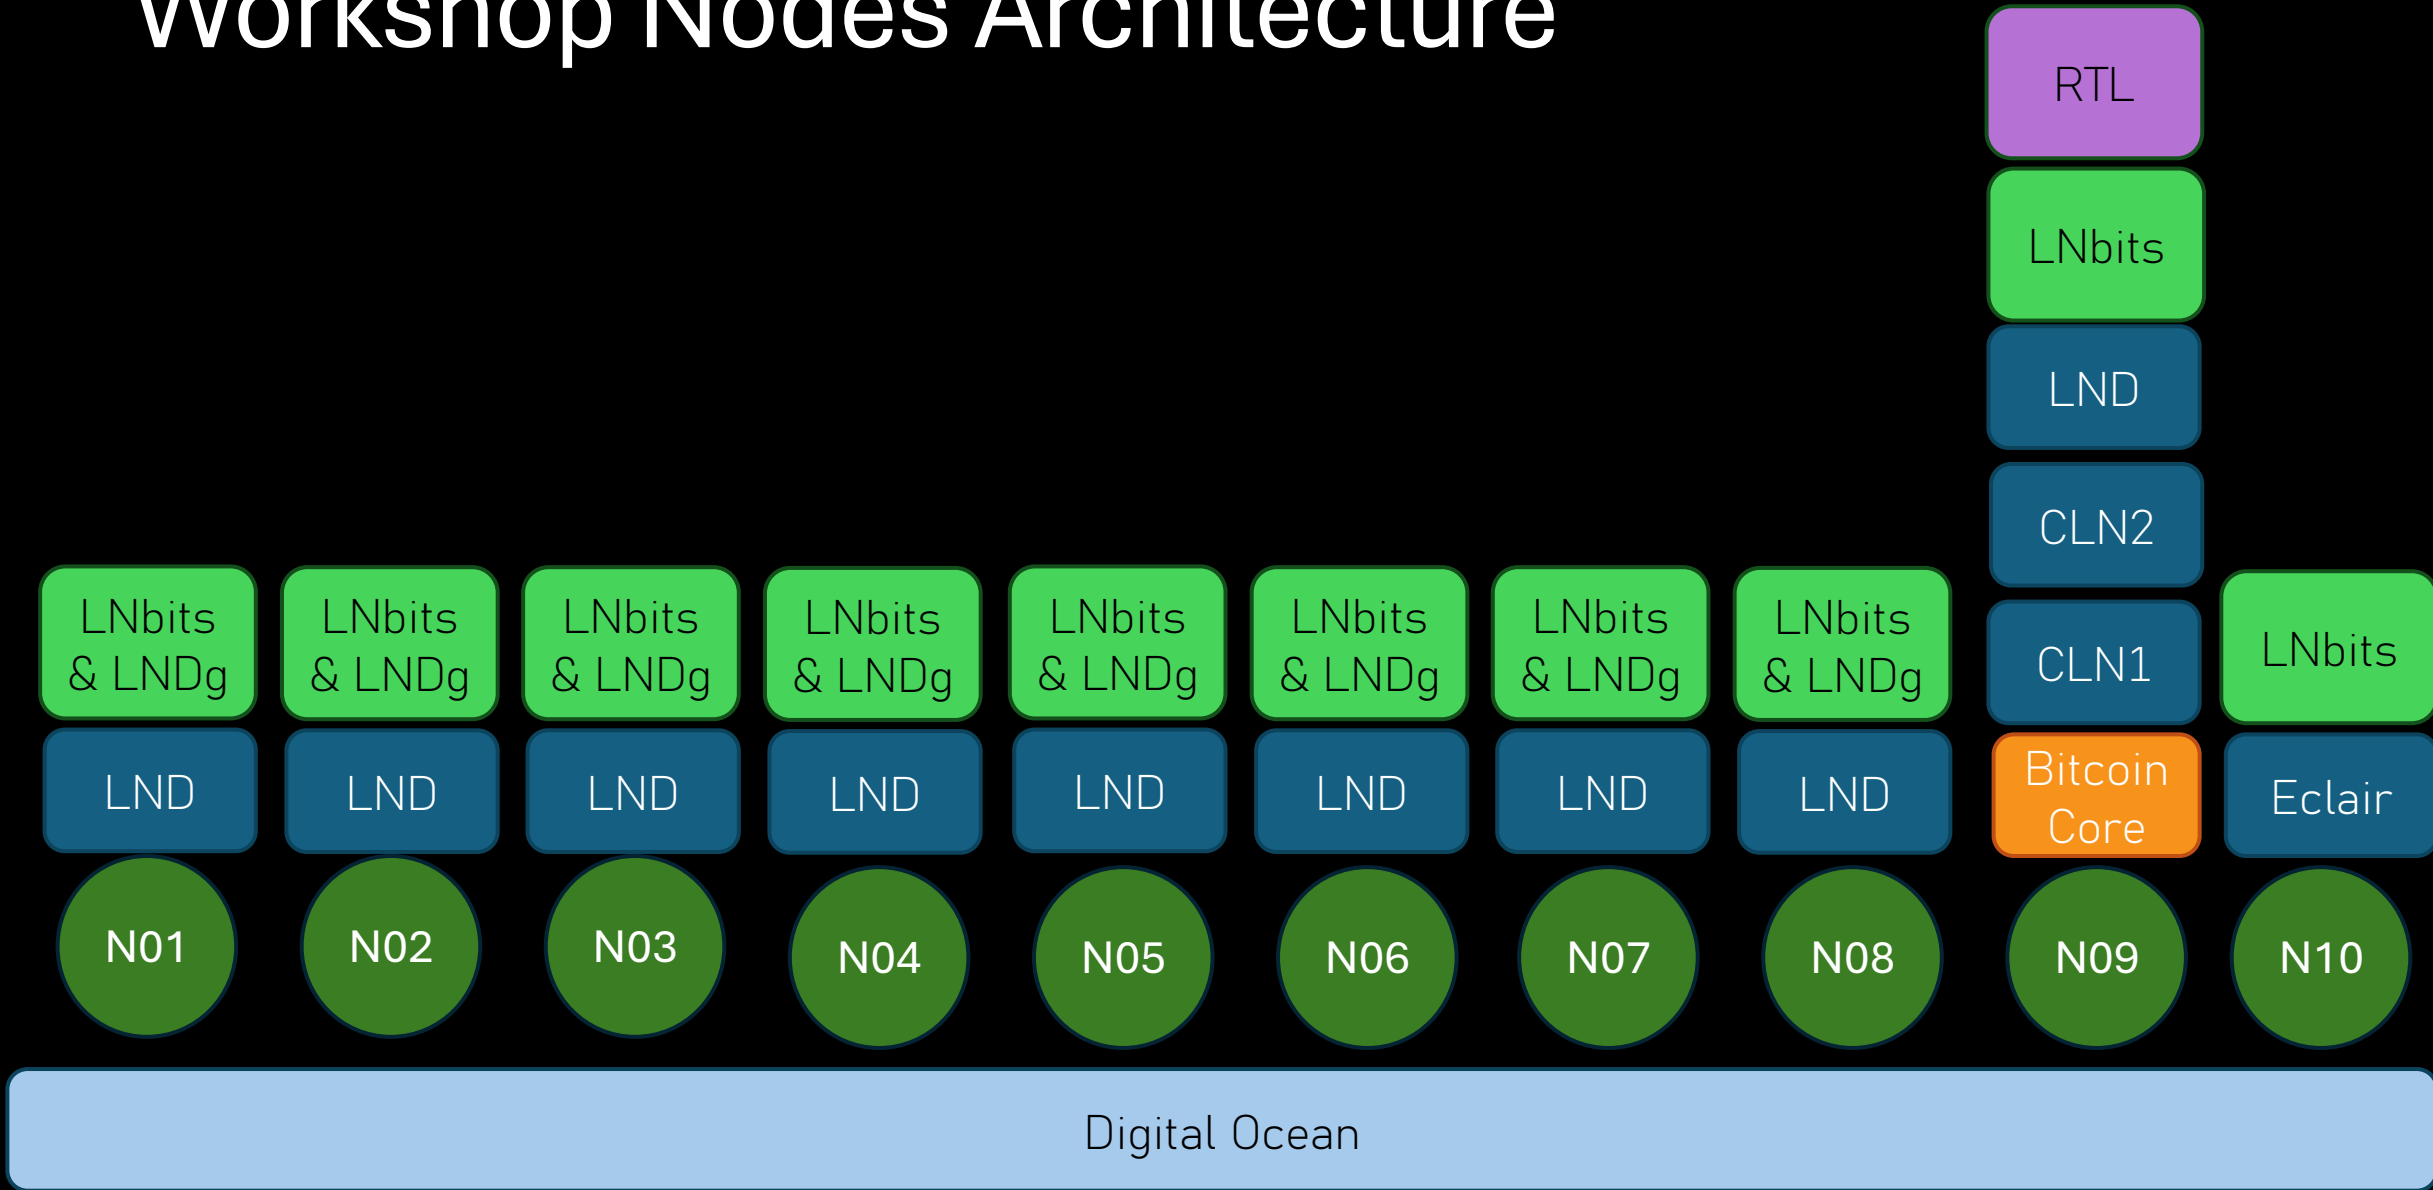 Workshop Nodes Architecture
RTL
LNbits
LND
CLN2
LNbits
& LNDg
LNbits
& LNDg
LNbits
& LNDg
LNbits
& LNDg
LNbits
& LNDg
LNbits
& LNDg
LNbits
& LNDg
LNbits
& LNDg
CLN1
LNbits
LND
LND
LND
LND
LND
LND
LND
LND
Bitcoin
Core
Eclair
N01
N02
N03
N04
N05
N06
N07
N08
N09
N10
Digital Ocean